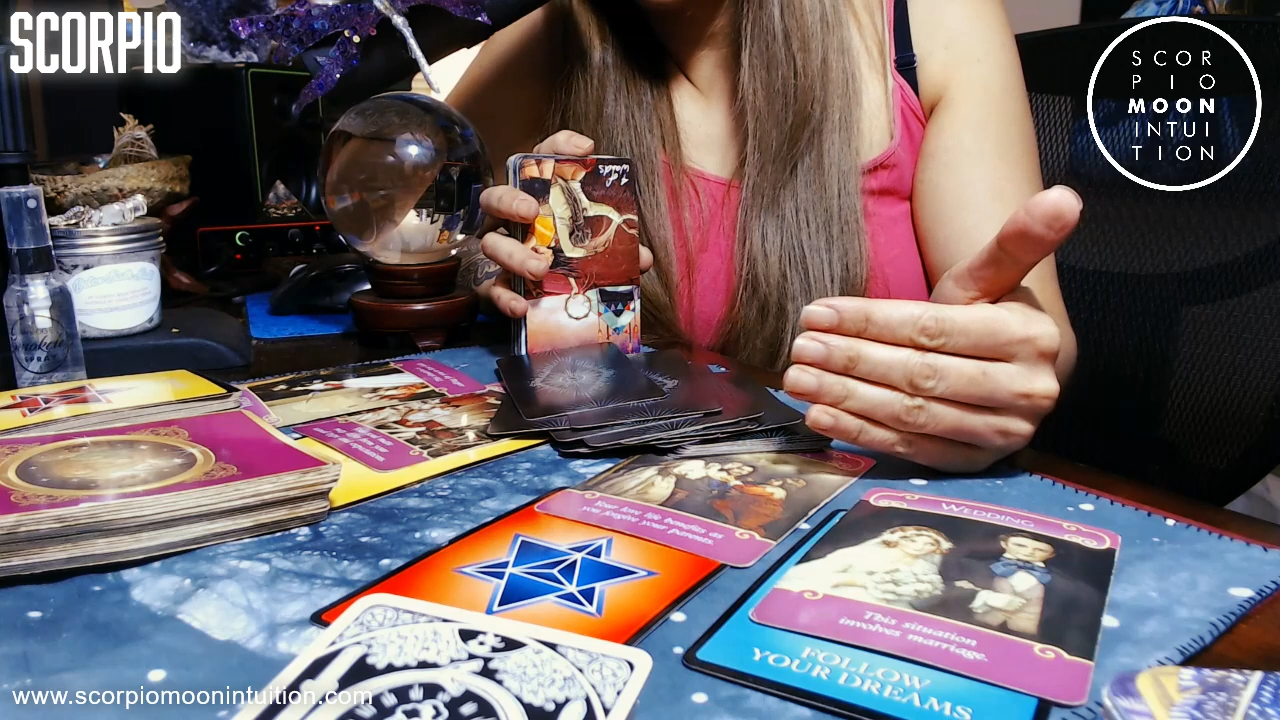 SCORPIO
SCOR
PIO
MOON
INTUI
TION
Your love life benefits as
you forgive your parents.
WEDDING
This situation
involves marriage.
FOLLOW
YOUR DREAMS
SPRAY
www.scorpiomoonintuition.com